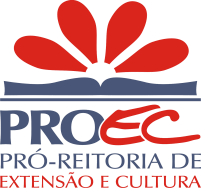 PROEC
PRÓ-REITORIA DE
EXTENSÃO E CULTURA